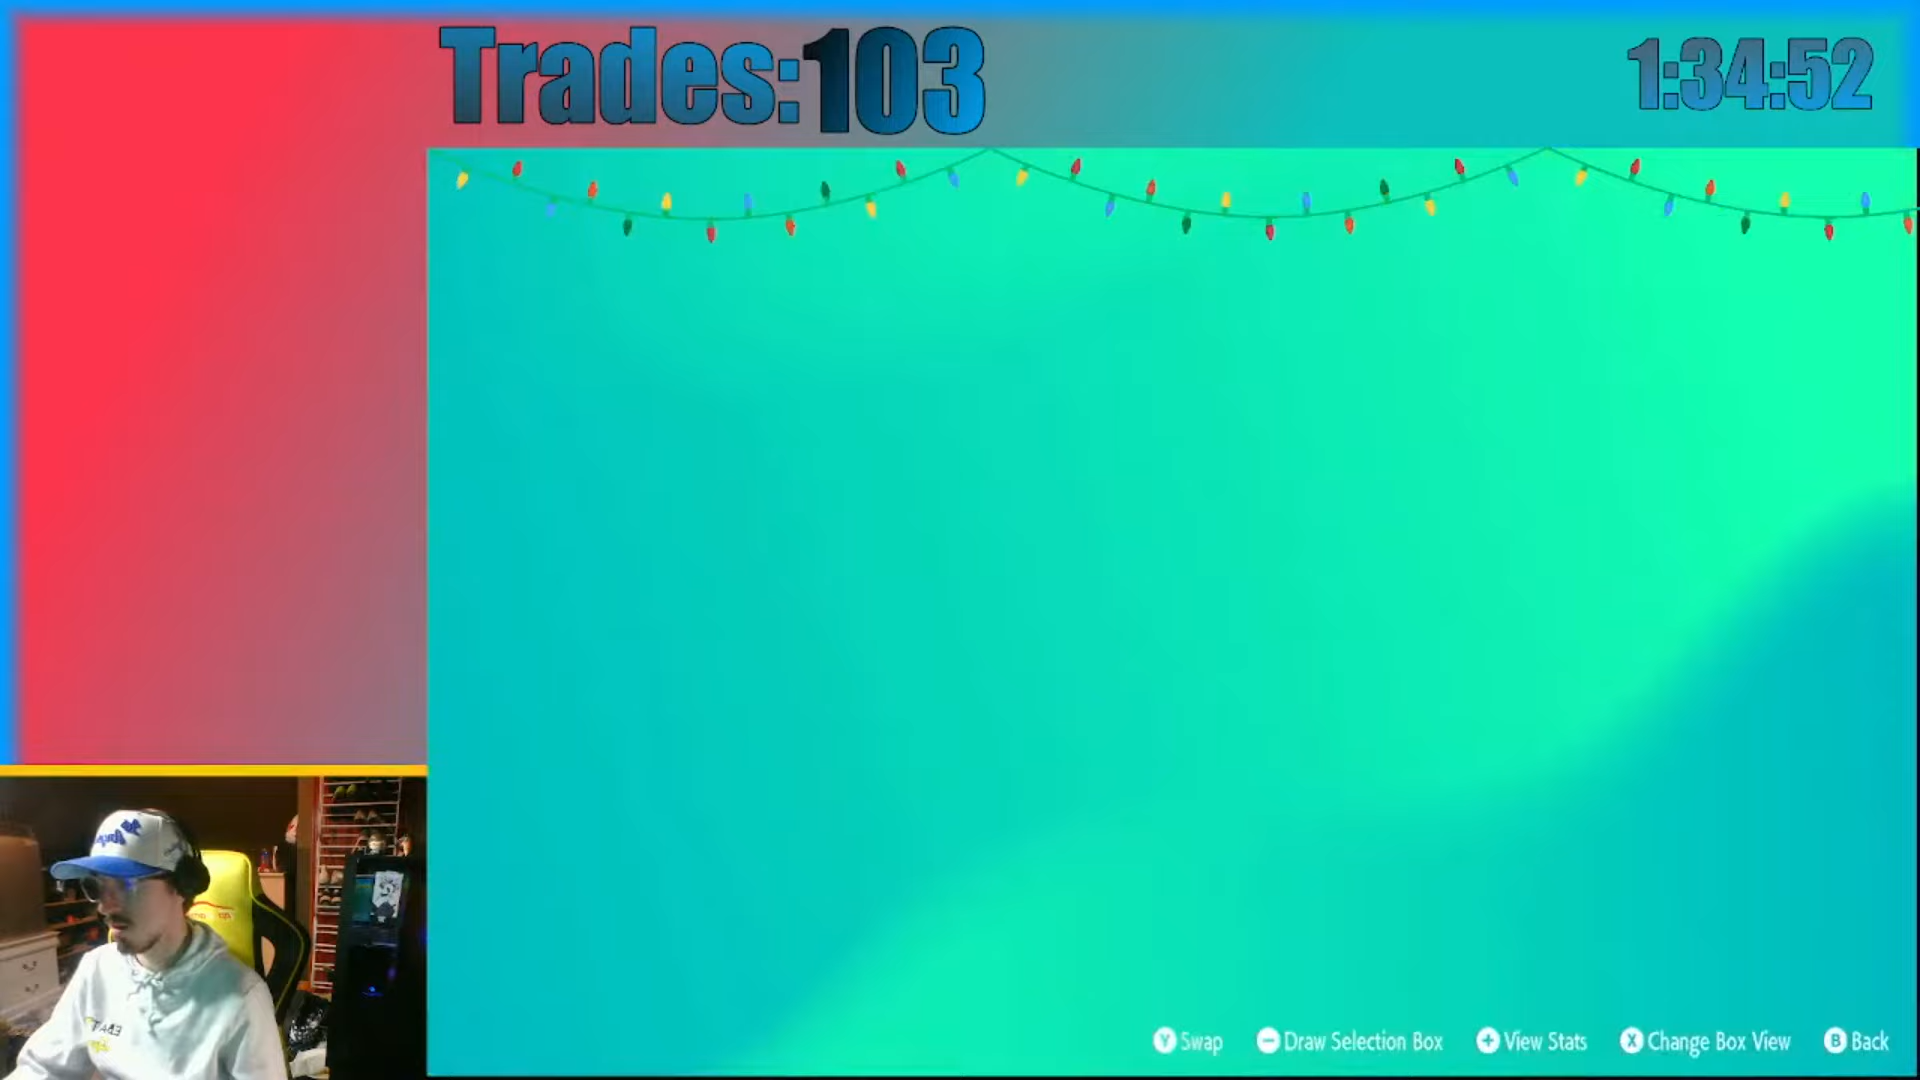 Trades:103
1:34:52
Y Swap
Draw Selection Box
View Stats
X Change Box View
B Back